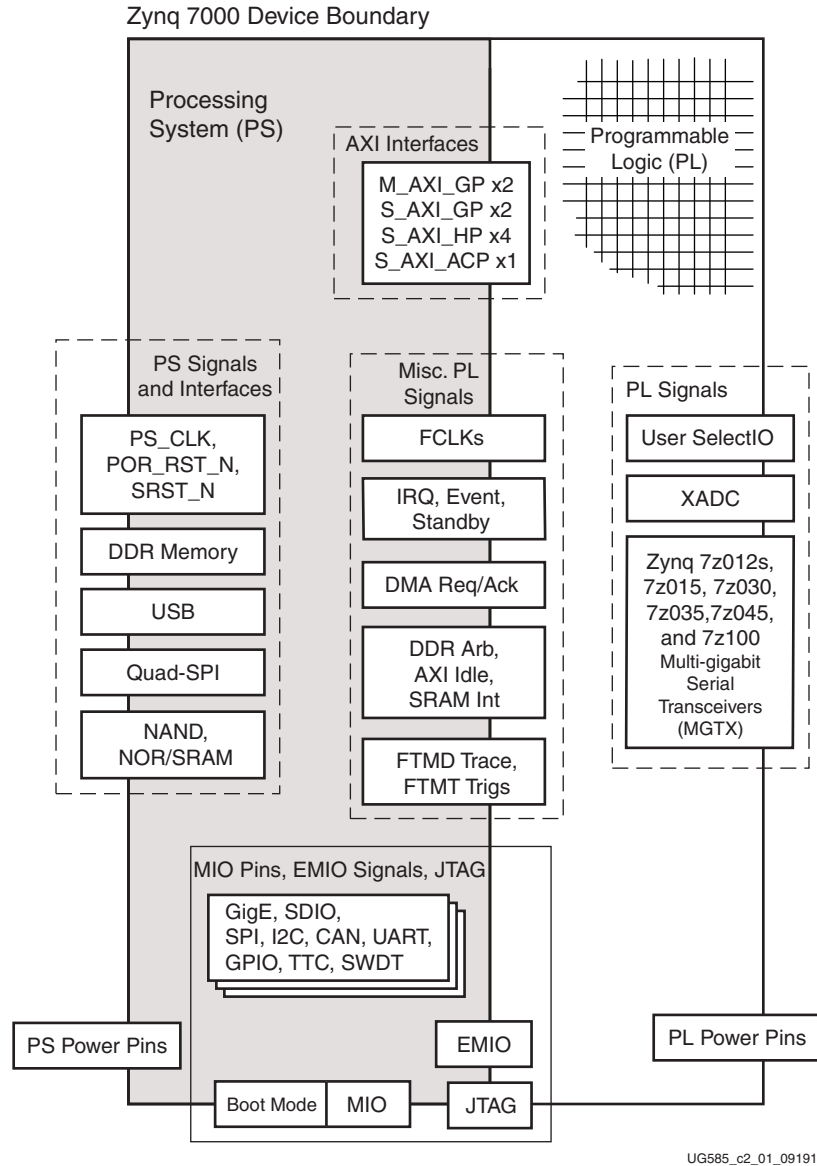 Zynq 7000 Device Boundary
Processing
System (PS)
AXI Interfaces
M_AXI_GP x2
S_AXI_GP x2
S_AXI_HP x4
S_AXI_ACP x1
Programmable
Logic (PL)
PS Signals
and Interfaces
PS_CLK,
POR_RST_N,
SRST_N
DDR Memory
USB
Quad-SPI
NAND,
NOR/SRAM
Misc. PL
Signals
FCLKs
IRQ, Event,
Standby
DMA Req/Ack
DDR Arb,
AXI Idle,
SRAM Int
FTMD Trace,
FTMT Trigs
PL Signals
User SelectIO
XADC
Zynq 7z012s,
7z015, 7z030,
7z035,7z045,
and 7z100
Multi-gigabit
Serial
Transceivers
(MGTX)
MIO Pins, EMIO Signals, JTAG
GigE, SDIO,
SPI, I2C, CAN, UART,
GPIO, TTC, SWDT
PS Power Pins
EMIO
PL Power Pins
Boot Mode
MIO
JTAG
UG585_c2_01_09191